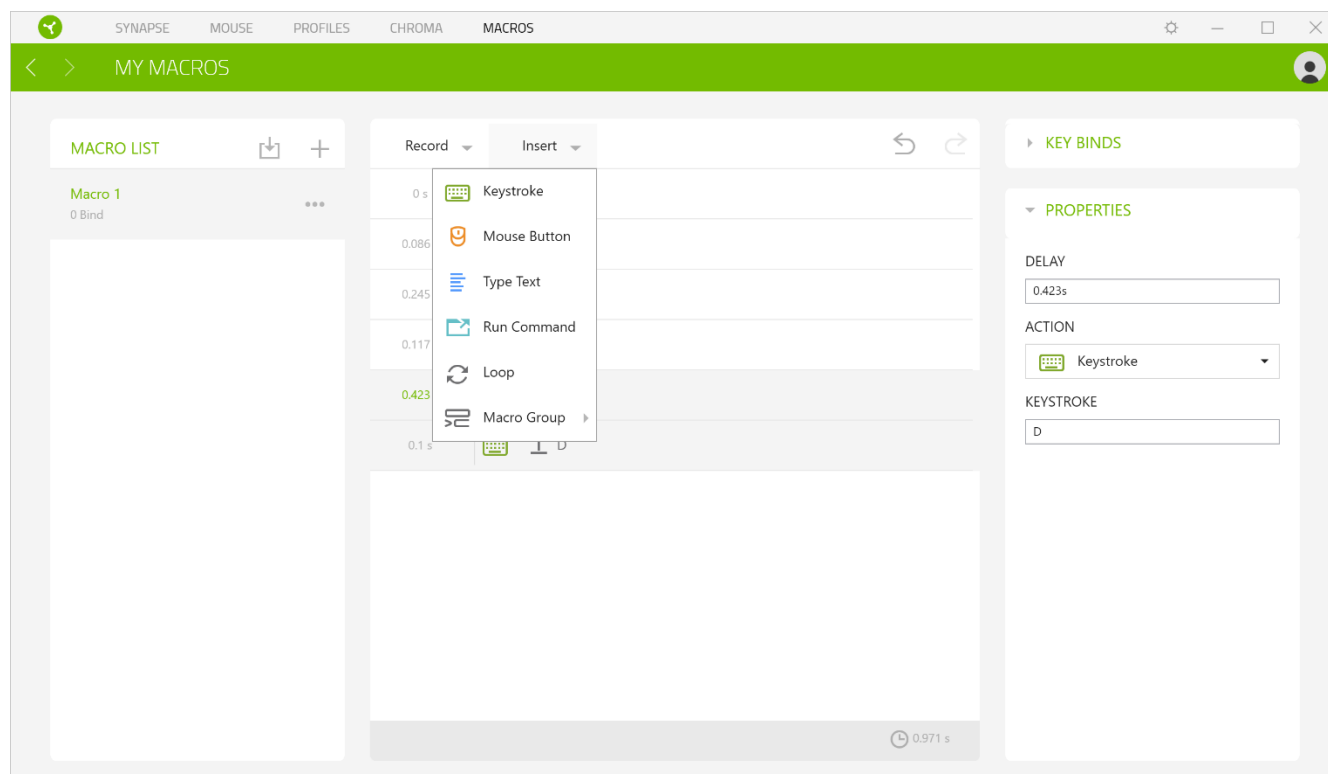 SYNAPSE MOUSE PROFILES CHROMA MACROS
MY MACROS
MACRO LIST
Macro 1
0 Bind
Record Insert
0 s
0.086
0.245
0.117
0.423
0.1 s D
Keystroke
Mouse Button
Type Text
Run Command
Loop
Macro Group
0.971 s
KEY BINDS
PROPERTIES
DELAY
0.423s
ACTION
Keystroke
KEYSTROKE
D